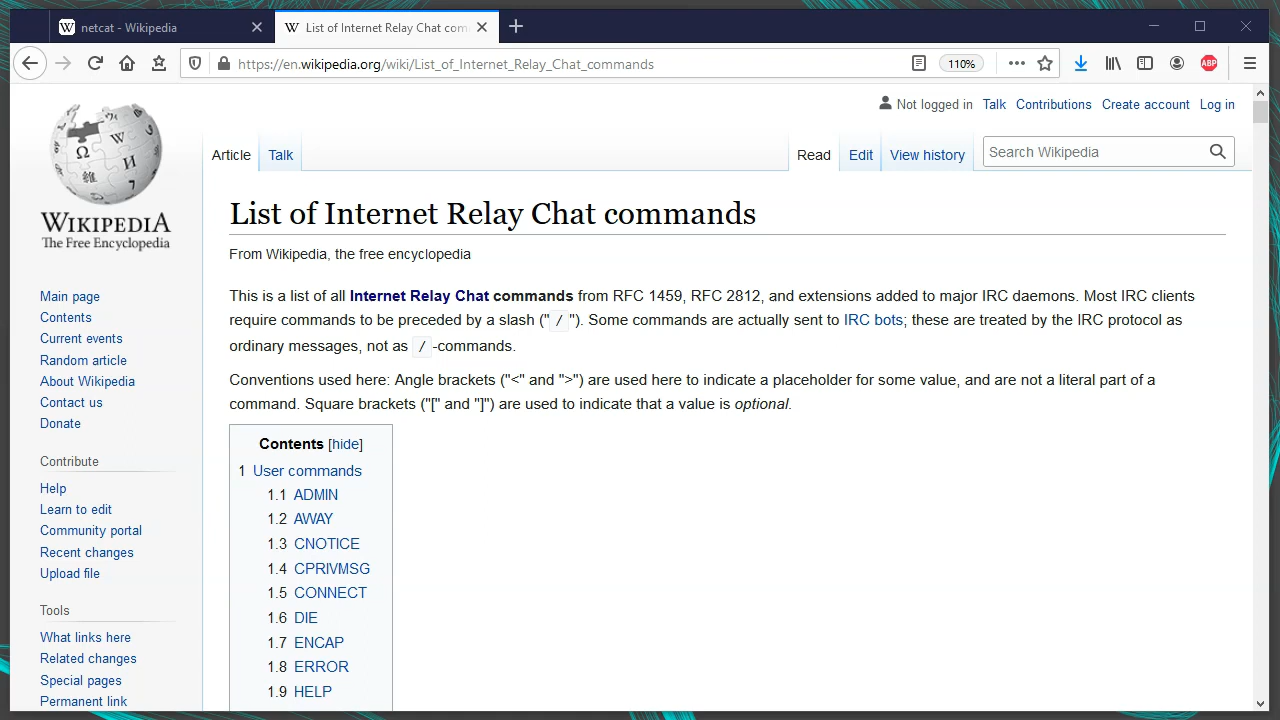 netcat - Wikipedia
List of Internet Relay Chat com
https://en.wikipedia.org/wiki/List_of_Internet_Relay_Chat_commands
110%
ABP
Not logged in Talk Contributions Create account Log in
Article Talk Read Edit View history Search Wikipedia
WIKIPEDIA
The Free Encyclopedia
Main page
Contents
Current events
Random article
About Wikipedia
Contact us
Donate
Contribute
Help
Learn to edit
Community portal
Recent changes
Upload file
Tools
What links here
Related changes
Special pages
Permanent link
List of Internet Relay Chat commands
From Wikipedia, the free encyclopedia
This is a list of all Internet Relay Chat commands from RFC 1459, RFC 2812, and extensions added to major IRC daemons. Most IRC clients
require commands to be preceded by a slash ("/"). Some commands are actually sent to IRC bots; these are treated by the IRC protocol as
ordinary messages, not as /-commands.
Conventions used here: Angle brackets ("<" and ">") are used here to indicate a placeholder for some value, and are not a literal part of a
command. Square brackets ("[" and "]") are used to indicate that a value is optional.
Contents [hide]
1 User commands
1.1 ADMIN
1.2 AWAY
1.3 CNOTICE
1.4 CPRIVMSG
1.5 CONNECT
1.6 DIE
1.7 ENCAP
1.8 ERROR
1.9 HELP